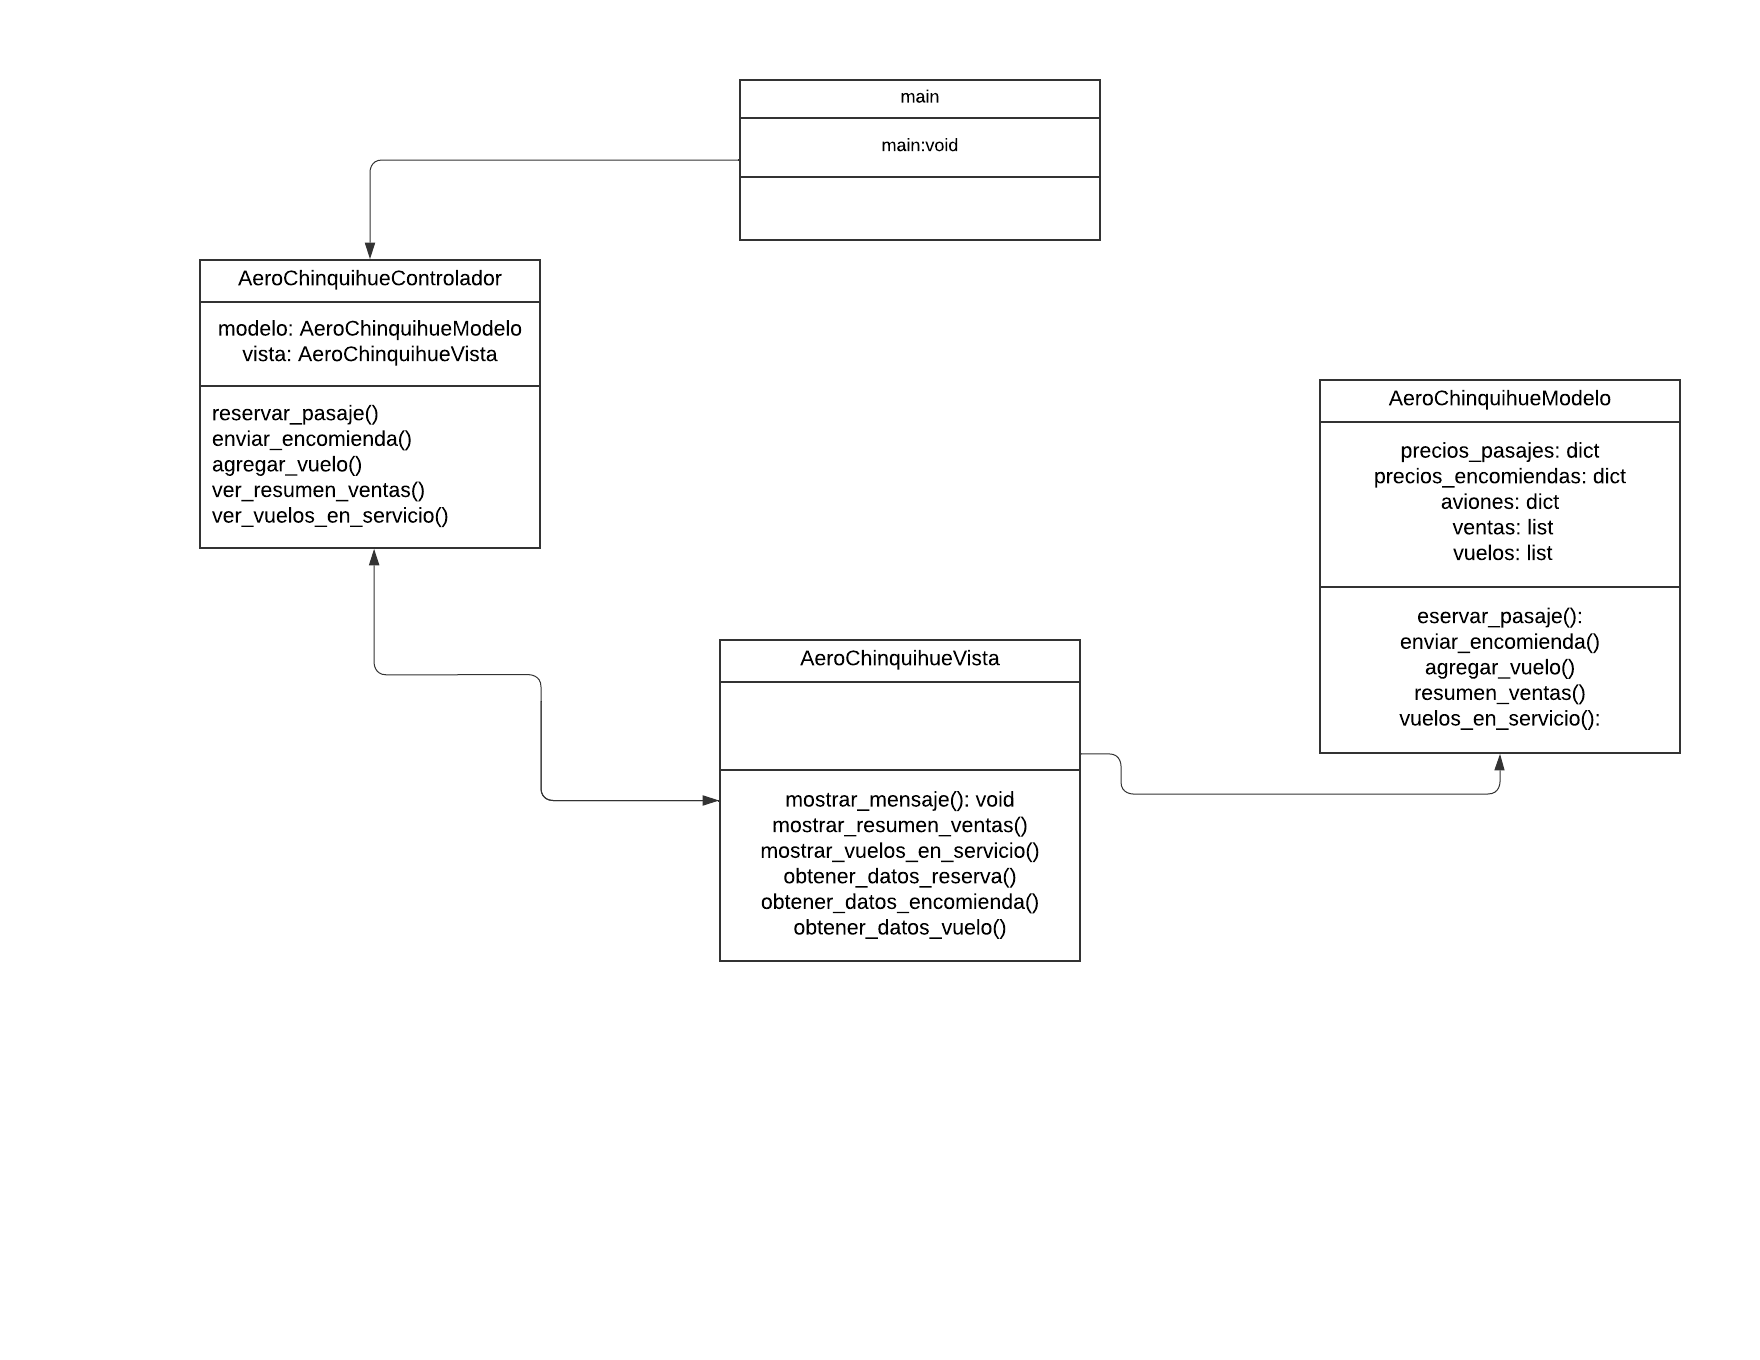 main
main:void
AeroChinquihueControlador
modelo: AeroChinquihueModelo
vista: AeroChinquihueVista
reservar_pasaje()
enviar_encomienda()
agregar_vuelo()
ver_resumen_ventas()
ver_vuelos_en_servicio()
AeroChinquihueModelo
precios_pasajes: dict
precios_encomiendas: dict
aviones: dict
ventas: list
vuelos: list
eservar_pasaje():
enviar_encomienda()
agregar_vuelo()
resumen_ventas()
vuelos_en_servicio():
AeroChinquihueVista
mostrar_mensaje(): void
mostrar_resumen_ventas()
mostrar_vuelos_en_servicio()
obtener_datos_reserva()
obtener_datos_encomienda()
obtener_datos_vuelo()